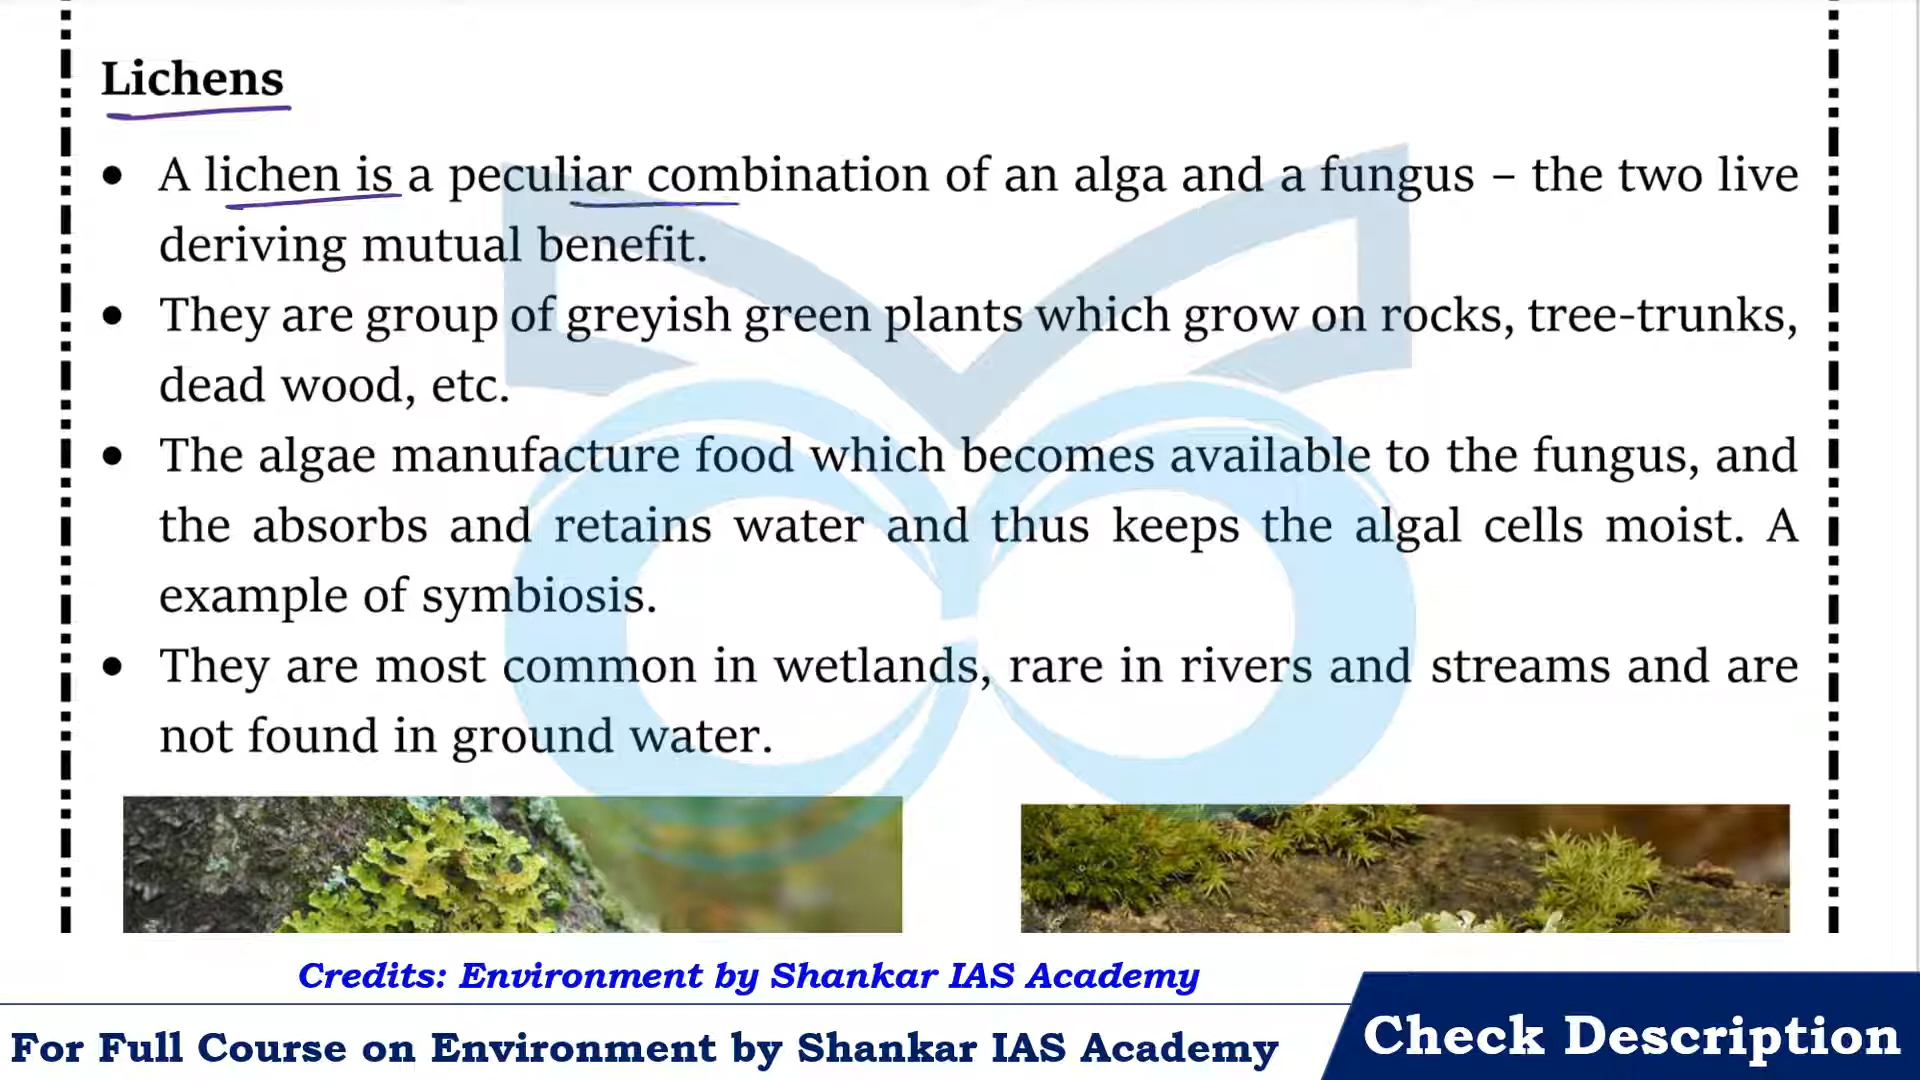 Lichens
• A lichen is a peculiar combination of an alga and a fungus – the two live
deriving mutual benefit.
• They are group of greyish green plants which grow on rocks, tree-trunks,
dead wood, etc.
• The algae manufacture food which becomes available to the fungus, and
the absorbs and retains water and thus keeps the algal cells moist. A
example of symbiosis.
• They are most common in wetlands, rare in rivers and streams and are
not found in ground water.
Credits: Environment by Shankar IAS Academy
For Full Course on Environment by Shankar IAS Academy
Check Description